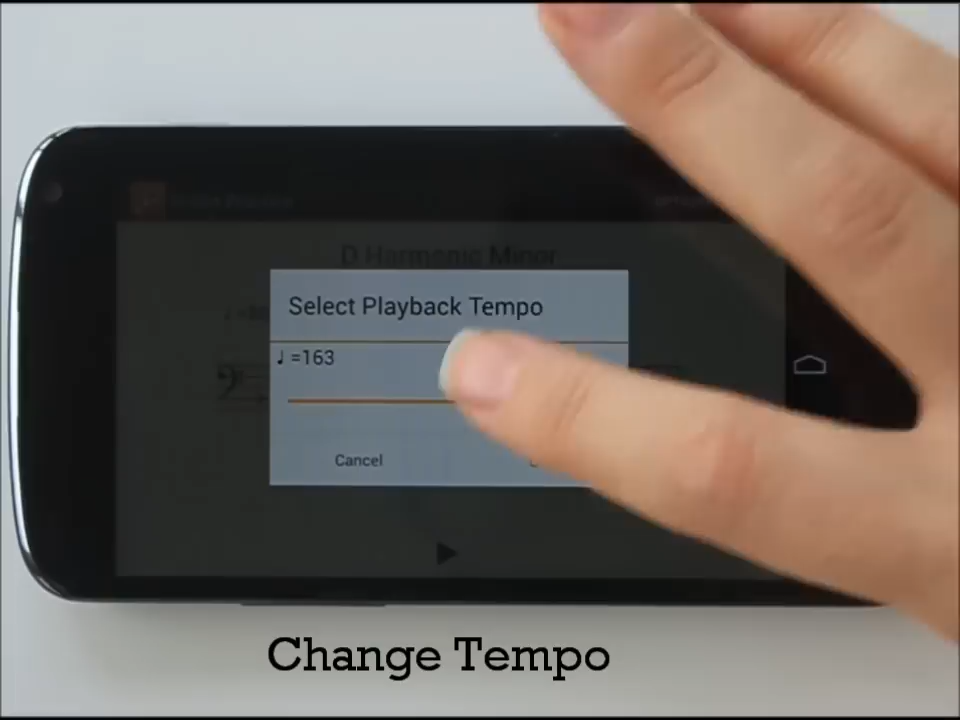 D Harmonic Minor
Select Playback Tempo
♩ =163
Cancel
Change Tempo